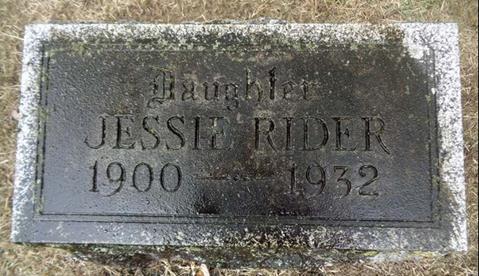 Daughter
JESSIE RIDER
1900 — 1932